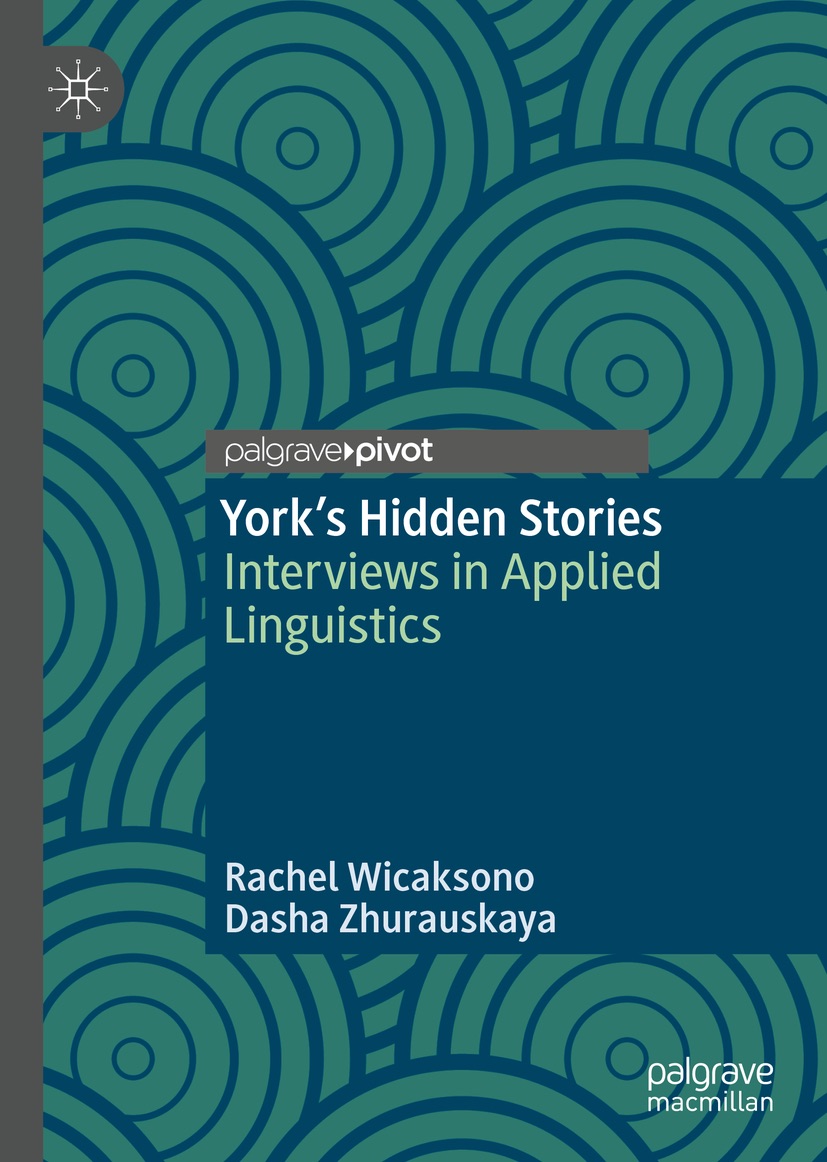 palgrave▸pivot
York’s Hidden Stories
Interviews in Applied
Linguistics
Rachel Wicaksono
Dasha Zhurauskaya
palgrave
macmillan